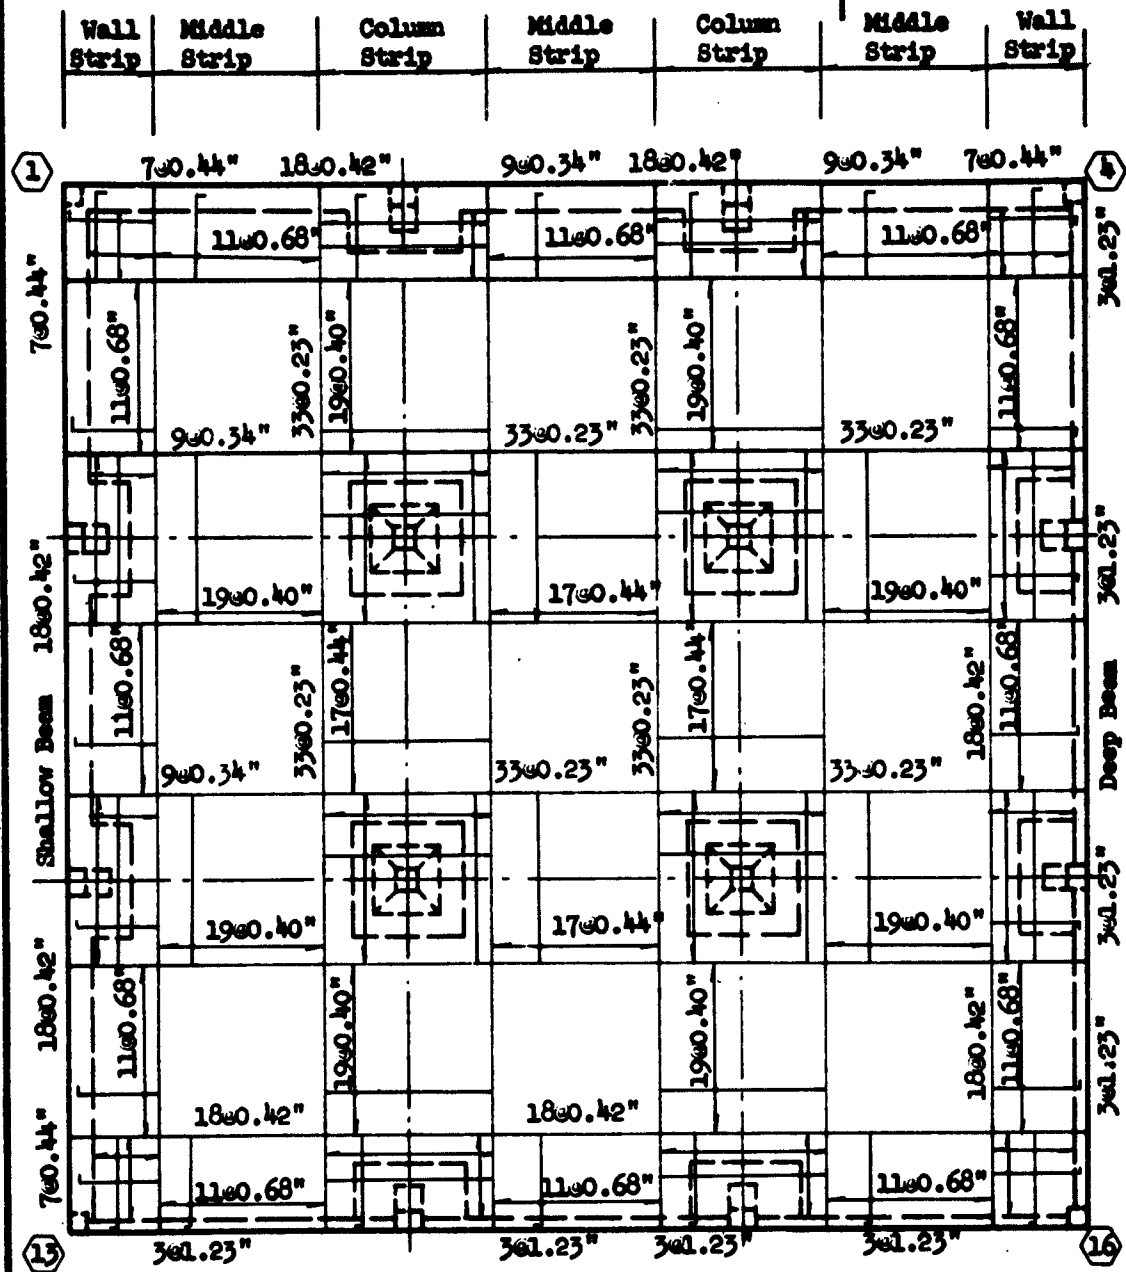 Wall Strip
Middle Strip
Column Strip
Middle Strip
Column Strip
Middle Strip
Wall Strip
1
7@0.44" 18@0.42" 9@0.34" 18@0.42" 9@0.34" 7@0.44"
4
11@0.68" 11@0.68" 11@0.68"
7@0.44"
3@1.23"
11@0.68"
33@0.23"
19@0.40"
33@0.23"
19@0.40"
11@0.68"
9@0.34" 33@0.23" 33@0.23"
18@0.42"
3@1.23"
19@0.40" 17@0.44" 19@0.40"
Shallow Beam
11@0.68"
33@0.23"
17@0.44"
33@0.23"
17@0.44"
18@0.42"
11@0.68"
Deep Beam
9@0.34" 33@0.23" 33@0.23"
19@0.40" 17@0.44" 19@0.40"
3@1.23"
18@0.42"
11@0.68"
19@0.40"
19@0.40"
18@0.42"
11@0.68"
3@1.23"
18@0.42" 18@0.42"
7@0.44"
11@0.68" 11@0.68" 11@0.68"
13
3@1.23" 3@1.23" 3@1.23" 3@1.23"
16